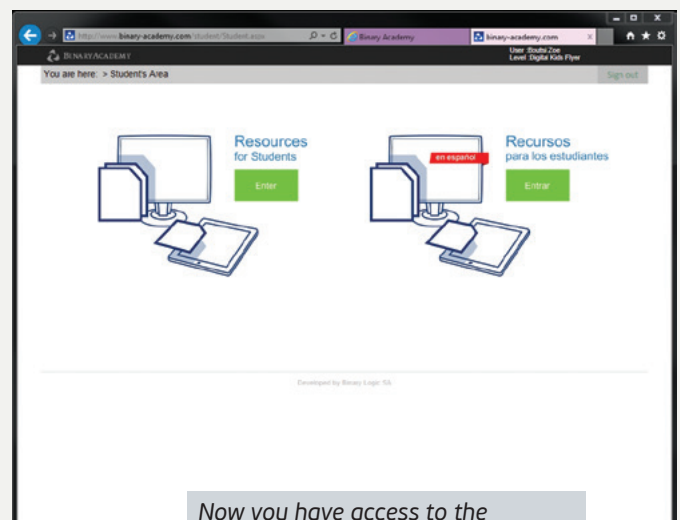 http://www.binary-academy.com/student/Student.aspx
Binary Academy
binary-academy.com
BINARYACADEMY
User :Boutsi Zoe
Level :Digital Kids Flyer
You are here: > Student's Area
Sign out
Resources
for Students
Enter
en español
Recursos
para los estudiantes
Entrar
Developed by Binary Logic SA
Now you have access to the